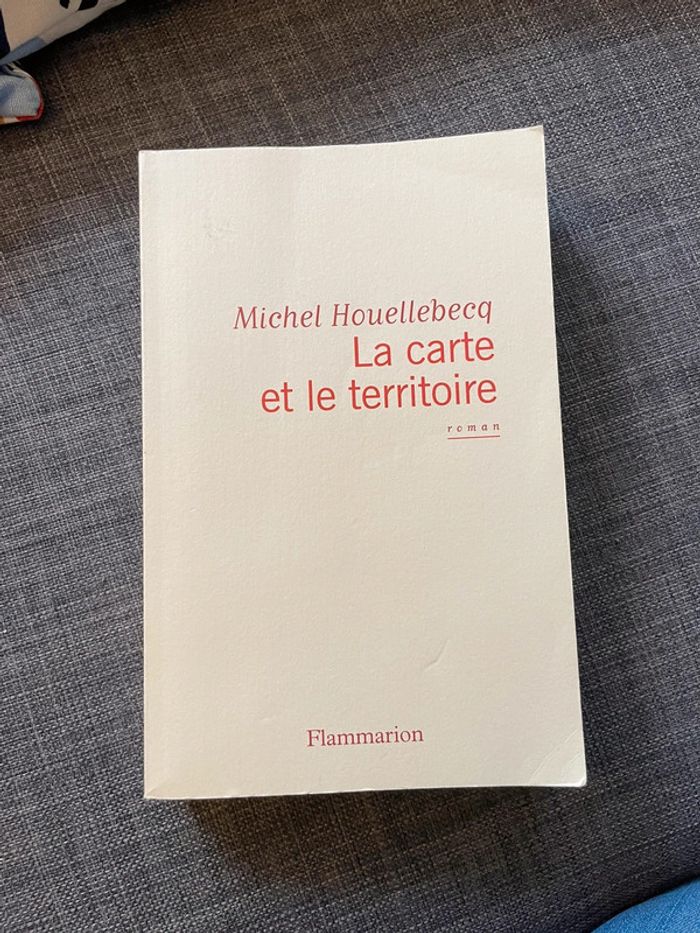 Michel Houellebecq
La carte
et le territoire
roman
Flammarion